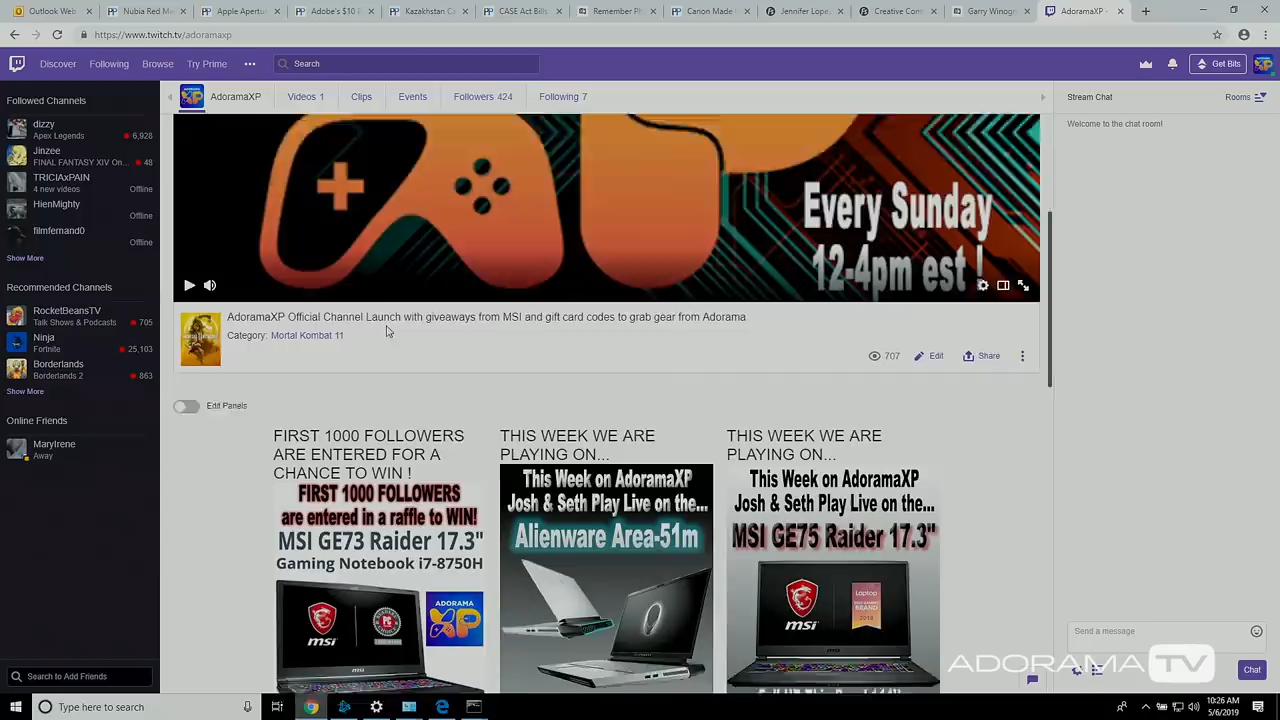 Outlook Web
Nubia Red Ma
Apple Apertu
Adobe's $10 F
Kazakhstan C
CASE Act Bills
Remember Ph
Canon Made
Jennifer Lope
Creative Com
Garry Winogr
AdoramaXP -
https://www.twitch.tv/adoramaxp
Discover
Following
Browse
Try Prime
Search
Get Bits
Followed Channels
dizzy
Apex Legends
6,928
Jinzee
FINAL FANTASY XIV On...
48
TRICIAxPAIN
4 new videos
Offline
HienMighty
Offline
filmfernand0
Offline
Show More
Recommended Channels
RocketBeansTV
Talk Shows & Podcasts
705
Ninja
Fortnite
25,103
Borderlands
Borderlands 2
863
Show More
Online Friends
MaryIrene
Away
Search to Add Friends
AdoramaXP
Videos 1
Clips
Events
Followers 424
Following 7
Every Sunday
12-4pm est !
AdoramaXP Official Channel Launch with giveaways from MSI and gift card codes to grab gear from Adorama
Category: Mortal Kombat 11
707
Edit
Share
Edit Panels
FIRST 1000 FOLLOWERS
ARE ENTERED FOR A
CHANCE TO WIN !
FIRST 1000 FOLLOWERS
are entered in a raffle to WIN!
MSI GE73 Raider 17.3"
Gaming Notebook i7-8750H
msi
ADORAMA
XP
THIS WEEK WE ARE
PLAYING ON...
This Week on AdoramaXP
Josh & Seth Play Live on the...
Alienware Area-51m
THIS WEEK WE ARE
PLAYING ON...
This Week on AdoramaXP
Josh & Seth Play Live on the...
MSI GE75 Raider 17.3"
msi
Laptop
BRAND
2018
Stream Chat
Rooms
Welcome to the chat room!
Send a message
Chat
ADORAMA TV
Type here to search
10:26 AM
5/6/2019